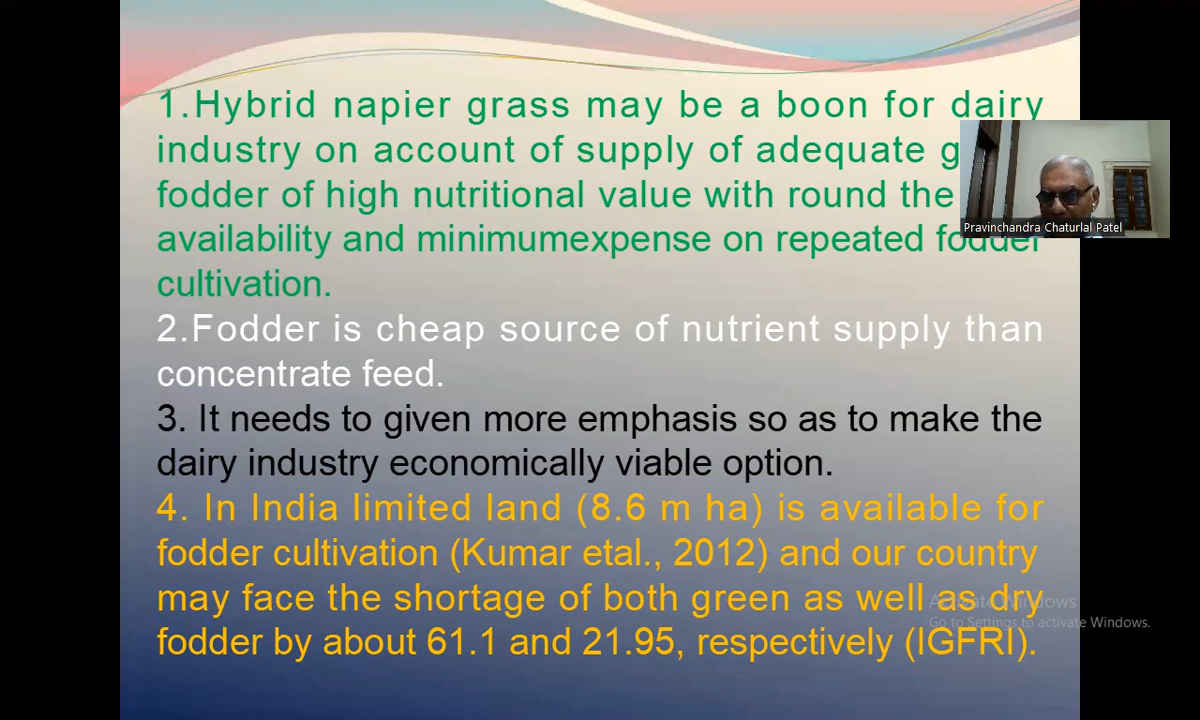 1.Hybrid napier grass may be a boon for dairy
industry on account of supply of adequate
fodder of high nutritional value with round the
availability and minimumexpense on repeated fodder
cultivation.
2.Fodder is cheap source of nutrient supply than
concentrate feed.
3. It needs to given more emphasis so as to make the
dairy industry economically viable option.
4. In India limited land (8.6 m ha) is available for
fodder cultivation (Kumar etal., 2012) and our country
may face the shortage of both green as well as dry
fodder by about 61.1 and 21.95, respectively (IGFRI).
Pravinchandra Chaturlal Patel
Activate Windows
Go to Settings to activate Windows.